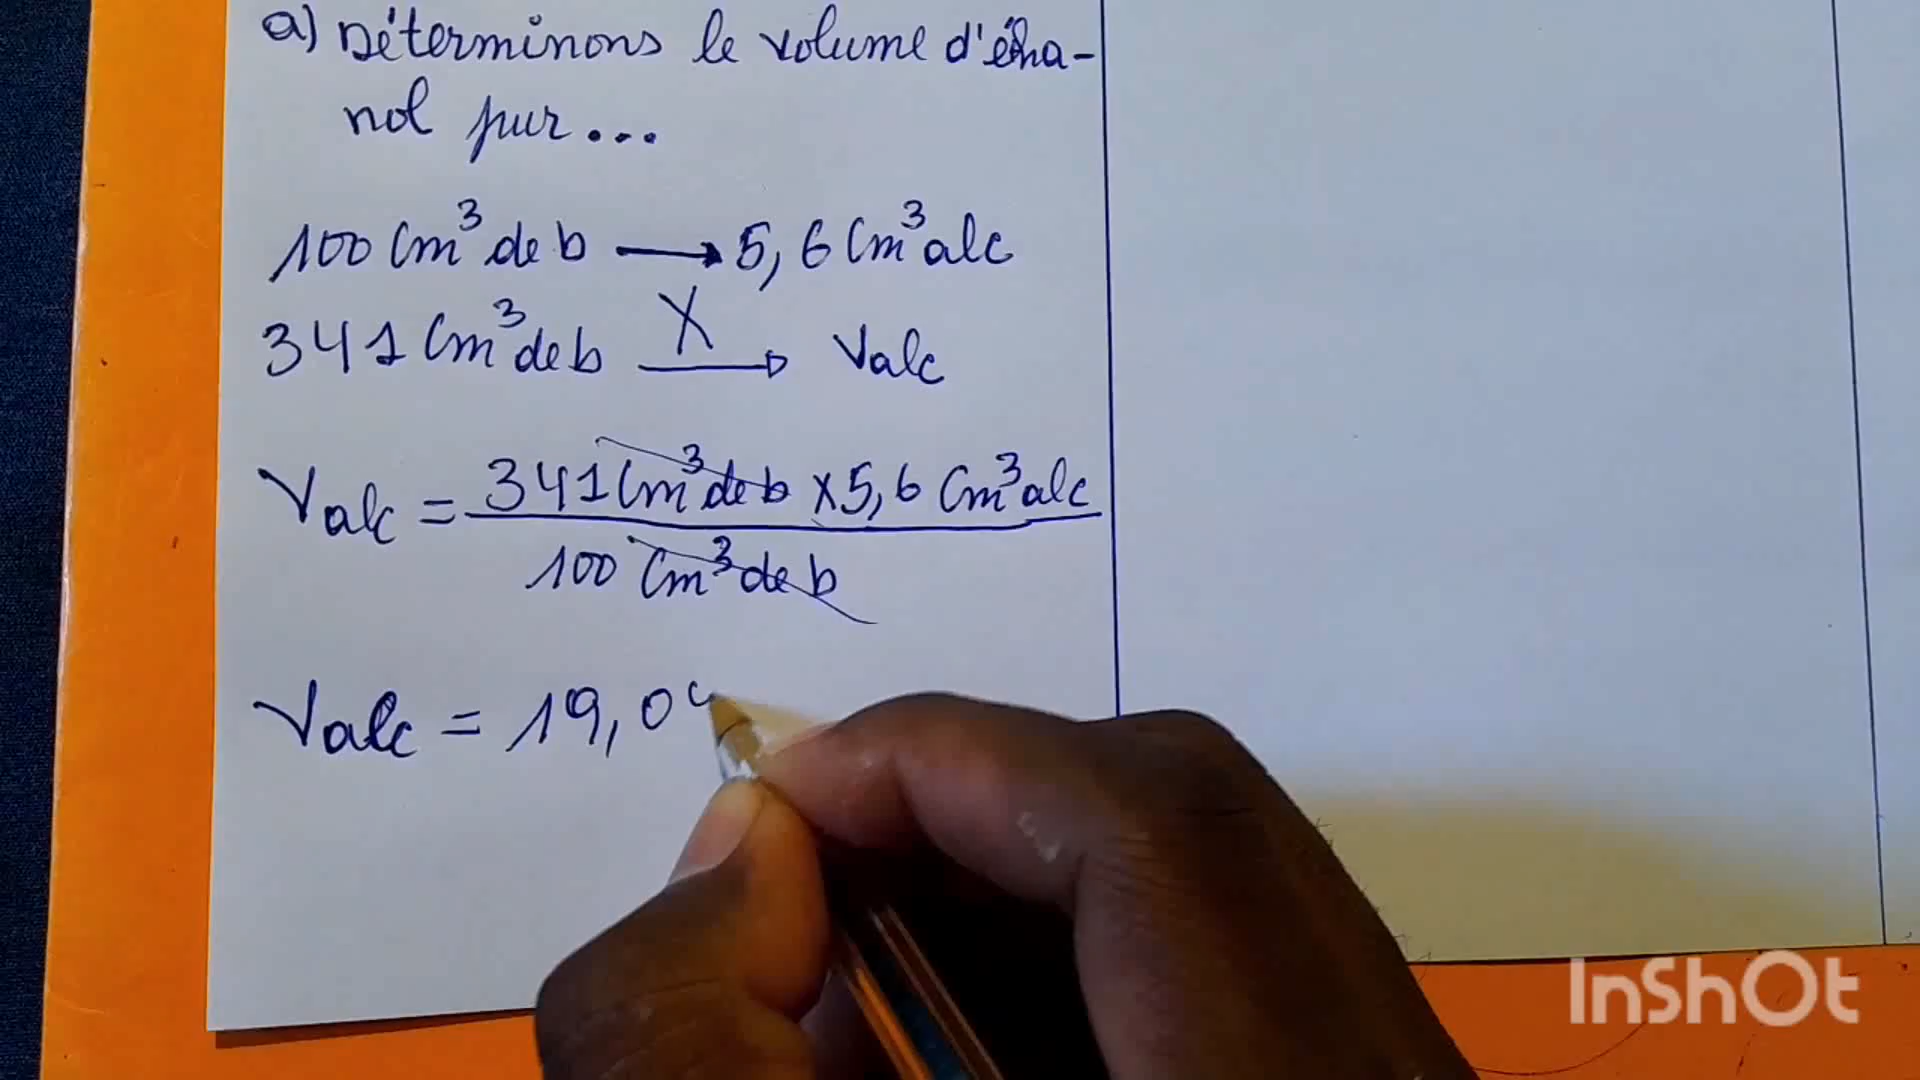 a) Déterminons le volume d'étha-
nol pur...
100 Cm³ de b → 5,6 Cm³ alc
341 Cm³ de b X → Valc
Valc = 341 Cm³ de b x 5,6 Cm³ alc
100 Cm³ de b
Valc = 19,09
InShOt